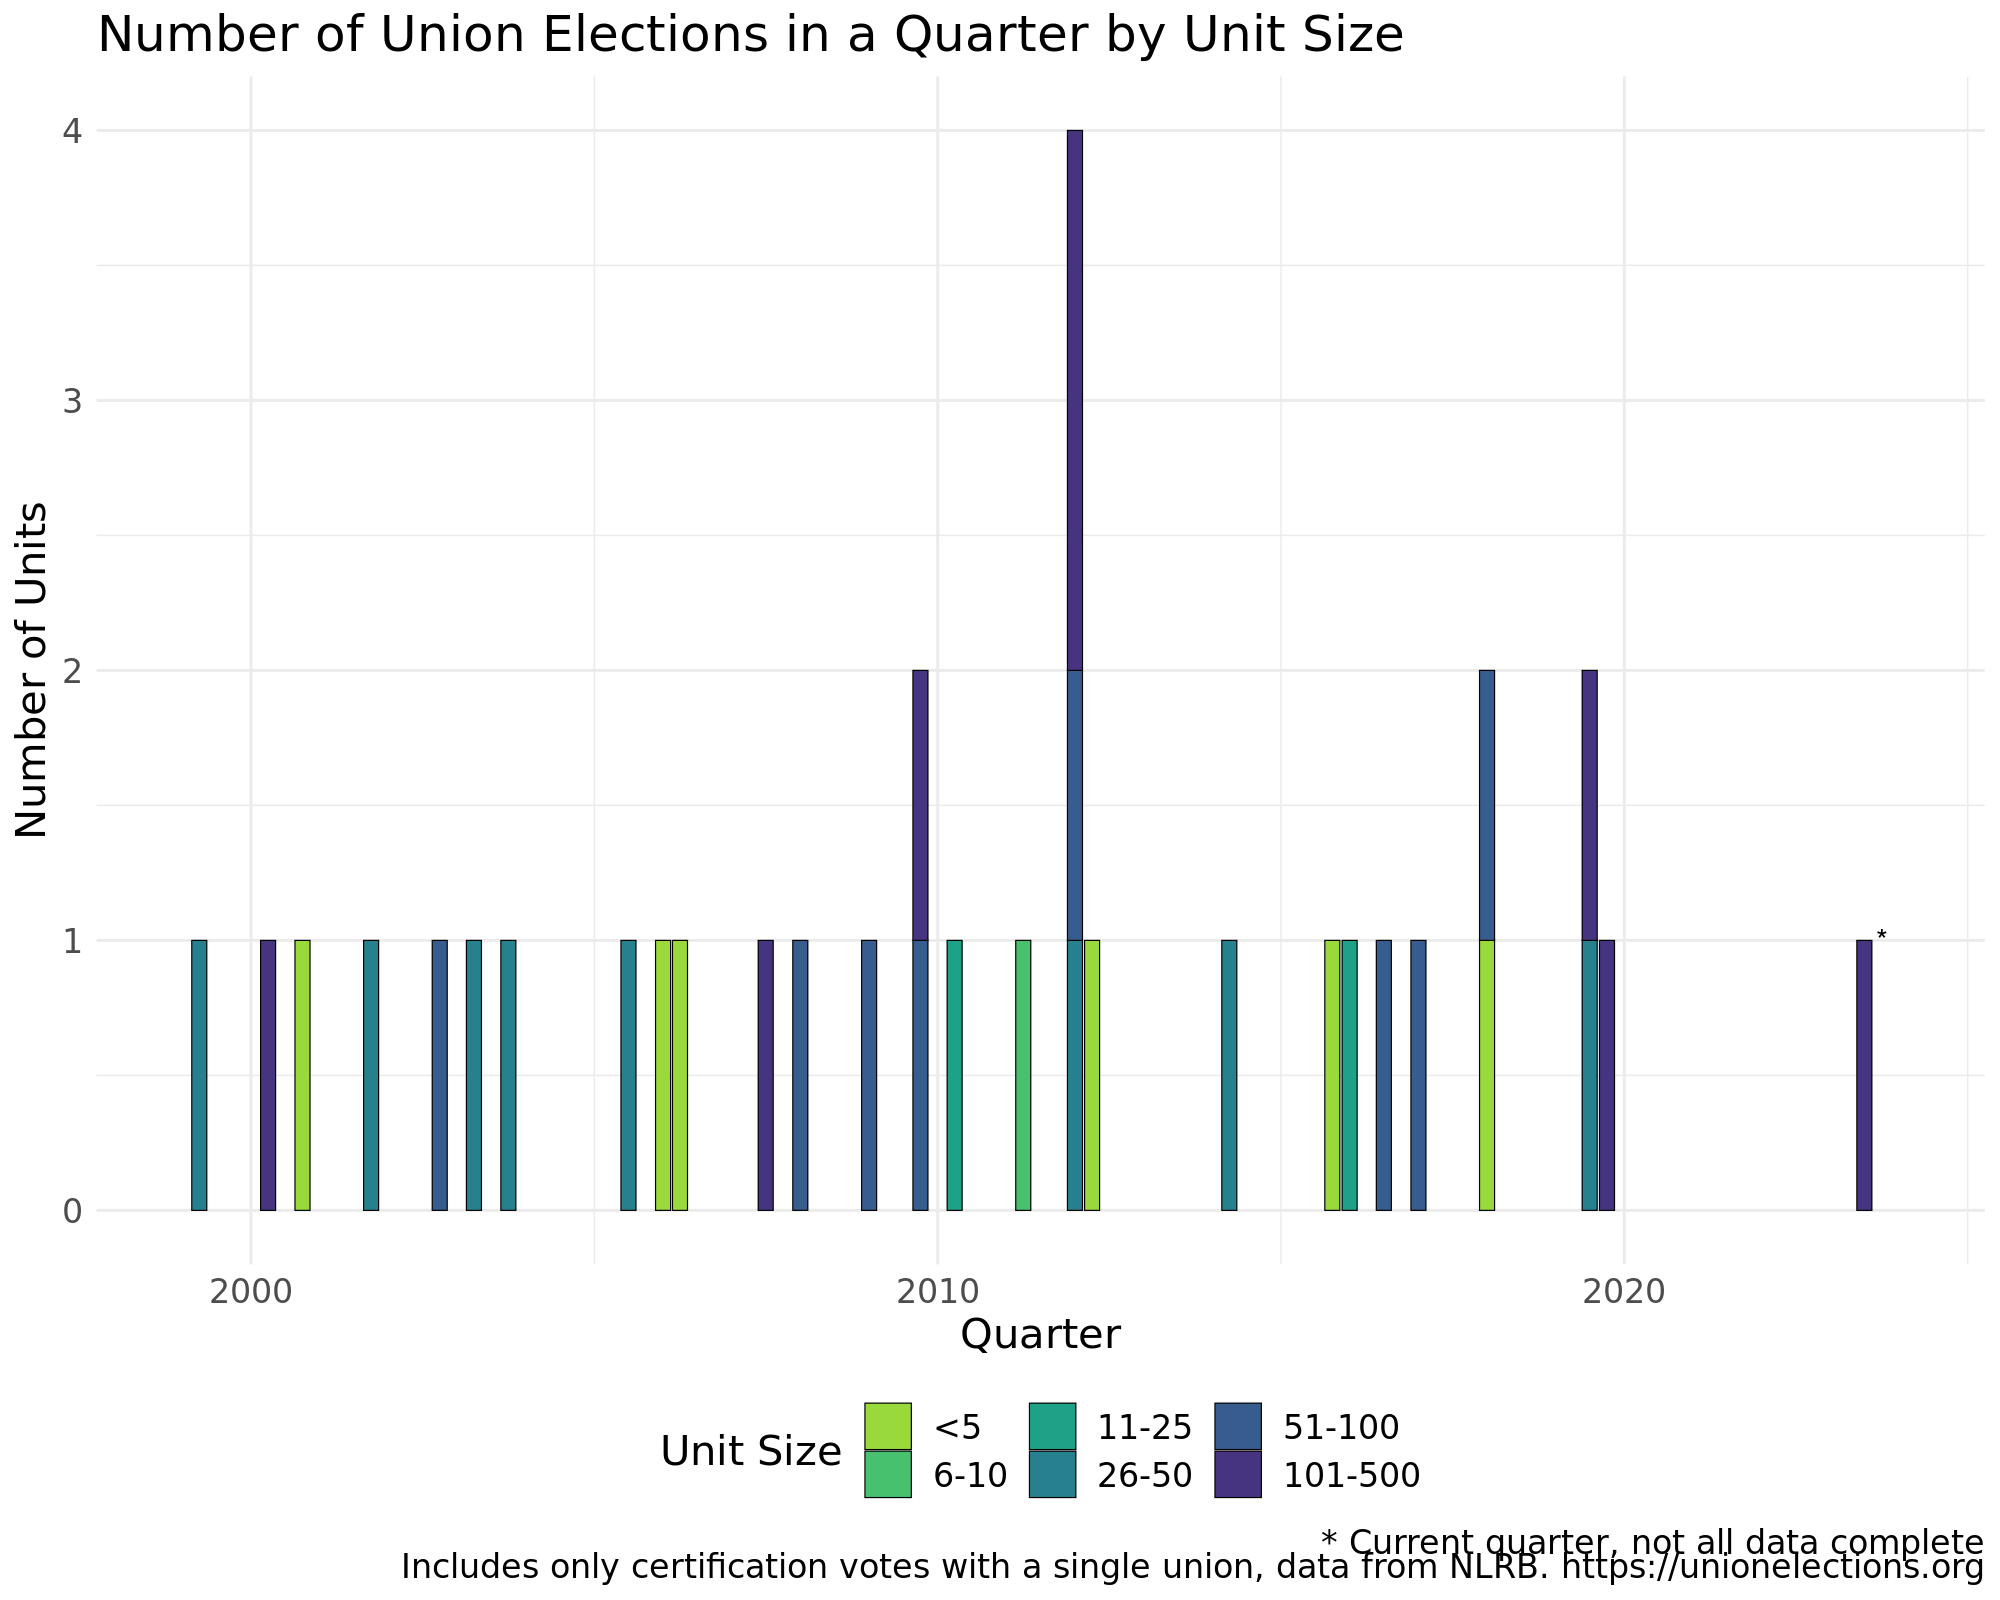 Number of Union Elections in a Quarter by Unit Size
Number of Units
4
3
2
1
0
*
2000 2010 2020
Quarter
Unit Size
<5 11-25 51-100
6-10 26-50 101-500
* Current quarter, not all data complete
Includes only certification votes with a single union, data from NLRB. https://unionelections.org